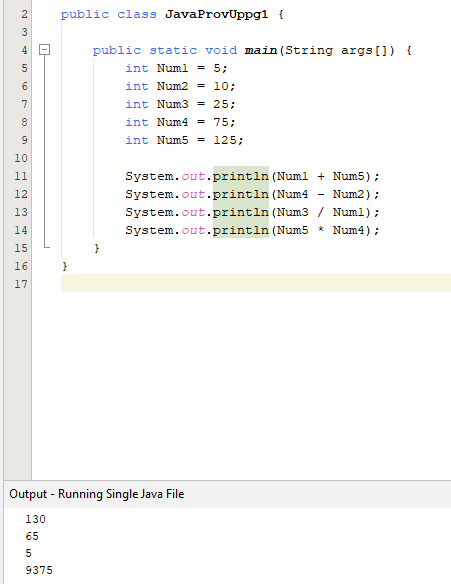 2 public class JavaProvUppg1 {
3
4 public static void main(String args[]) {
5 int Num1 = 5;
6 int Num2 = 10;
7 int Num3 = 25;
8 int Num4 = 75;
9 int Num5 = 125;
10
11 System.out.println(Num1 + Num5);
12 System.out.println(Num4 - Num2);
13 System.out.println(Num3 / Num1);
14 System.out.println(Num5 * Num4);
15 }
16 }
17
Output - Running Single Java File
130
65
5
9375